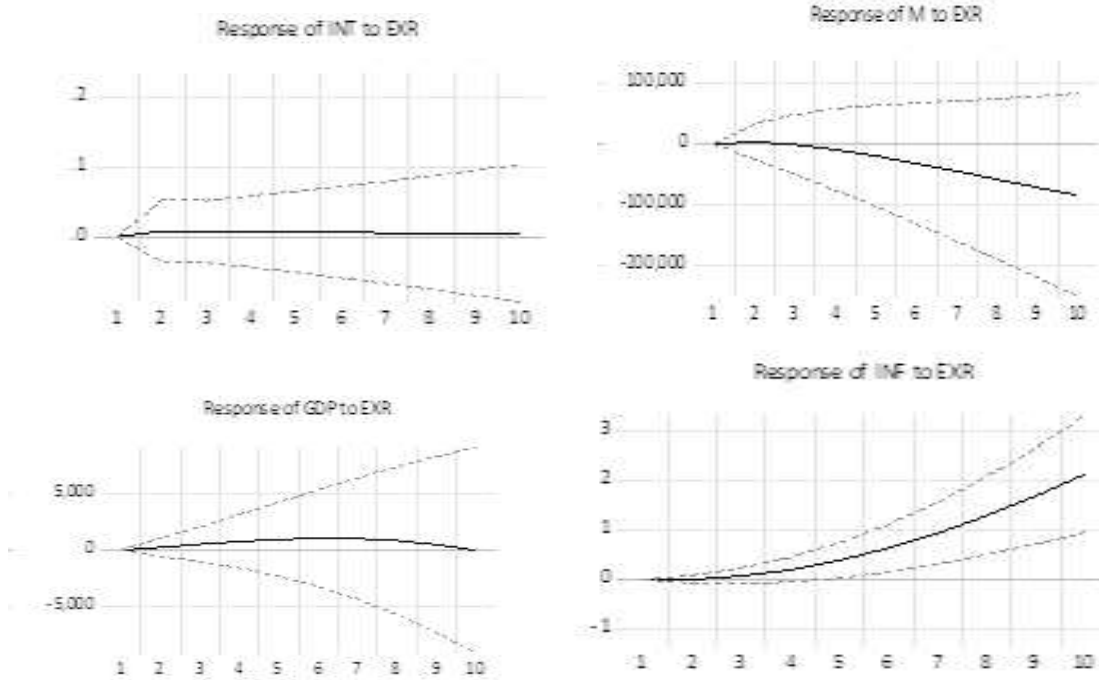 Response of INT to EXR
.2
.1
.0
1 2 3 4 5 6 7 8 9 10
Response of M to EXR
100,000
0
-100,000
-200,000
1 2 3 4 5 6 7 8 9 10
Response of GDP to EXR
5,000
0
-5,000
1 2 3 4 5 6 7 8 9 10
Response of INF to EXR
3
2
1
0
-1
1 2 3 4 5 6 7 8 9 10